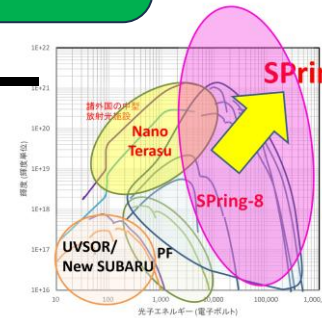 1E+22
SPri
1E+21
諸外国の中型
放射光施設
Nano
Terasu
1E+20
輝度 (輝度単位)
1E+19
SPring-8
1E+18
UVSOR/
New SUBARU
PF
1E+17
1E+16
10
100
1,000
10,000
100,000
1,000,
光子エネルギー (電子ボルト)